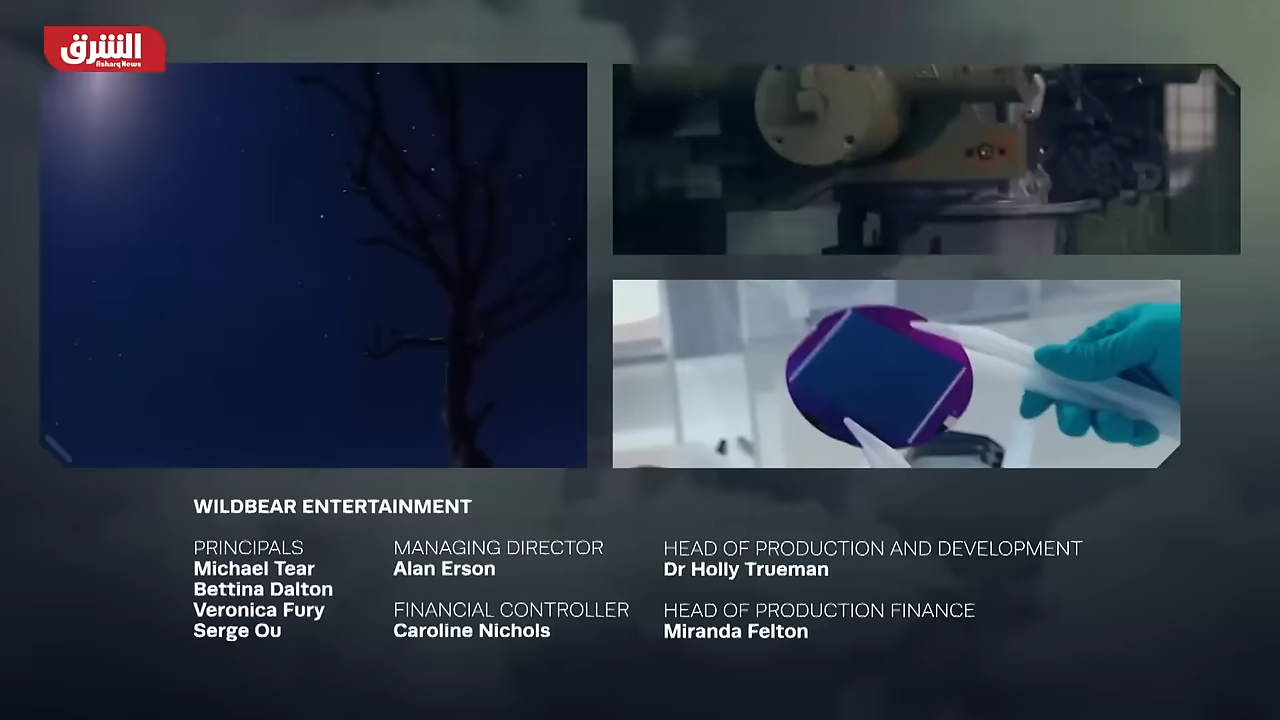 الشرق
Asharq News
WILDBEAR ENTERTAINMENT
PRINCIPALS
Michael Tear
Bettina Dalton
Veronica Fury
Serge Ou
MANAGING DIRECTOR
Alan Erson
FINANCIAL CONTROLLER
Caroline Nichols
HEAD OF PRODUCTION AND DEVELOPMENT
Dr Holly Trueman
HEAD OF PRODUCTION FINANCE
Miranda Felton